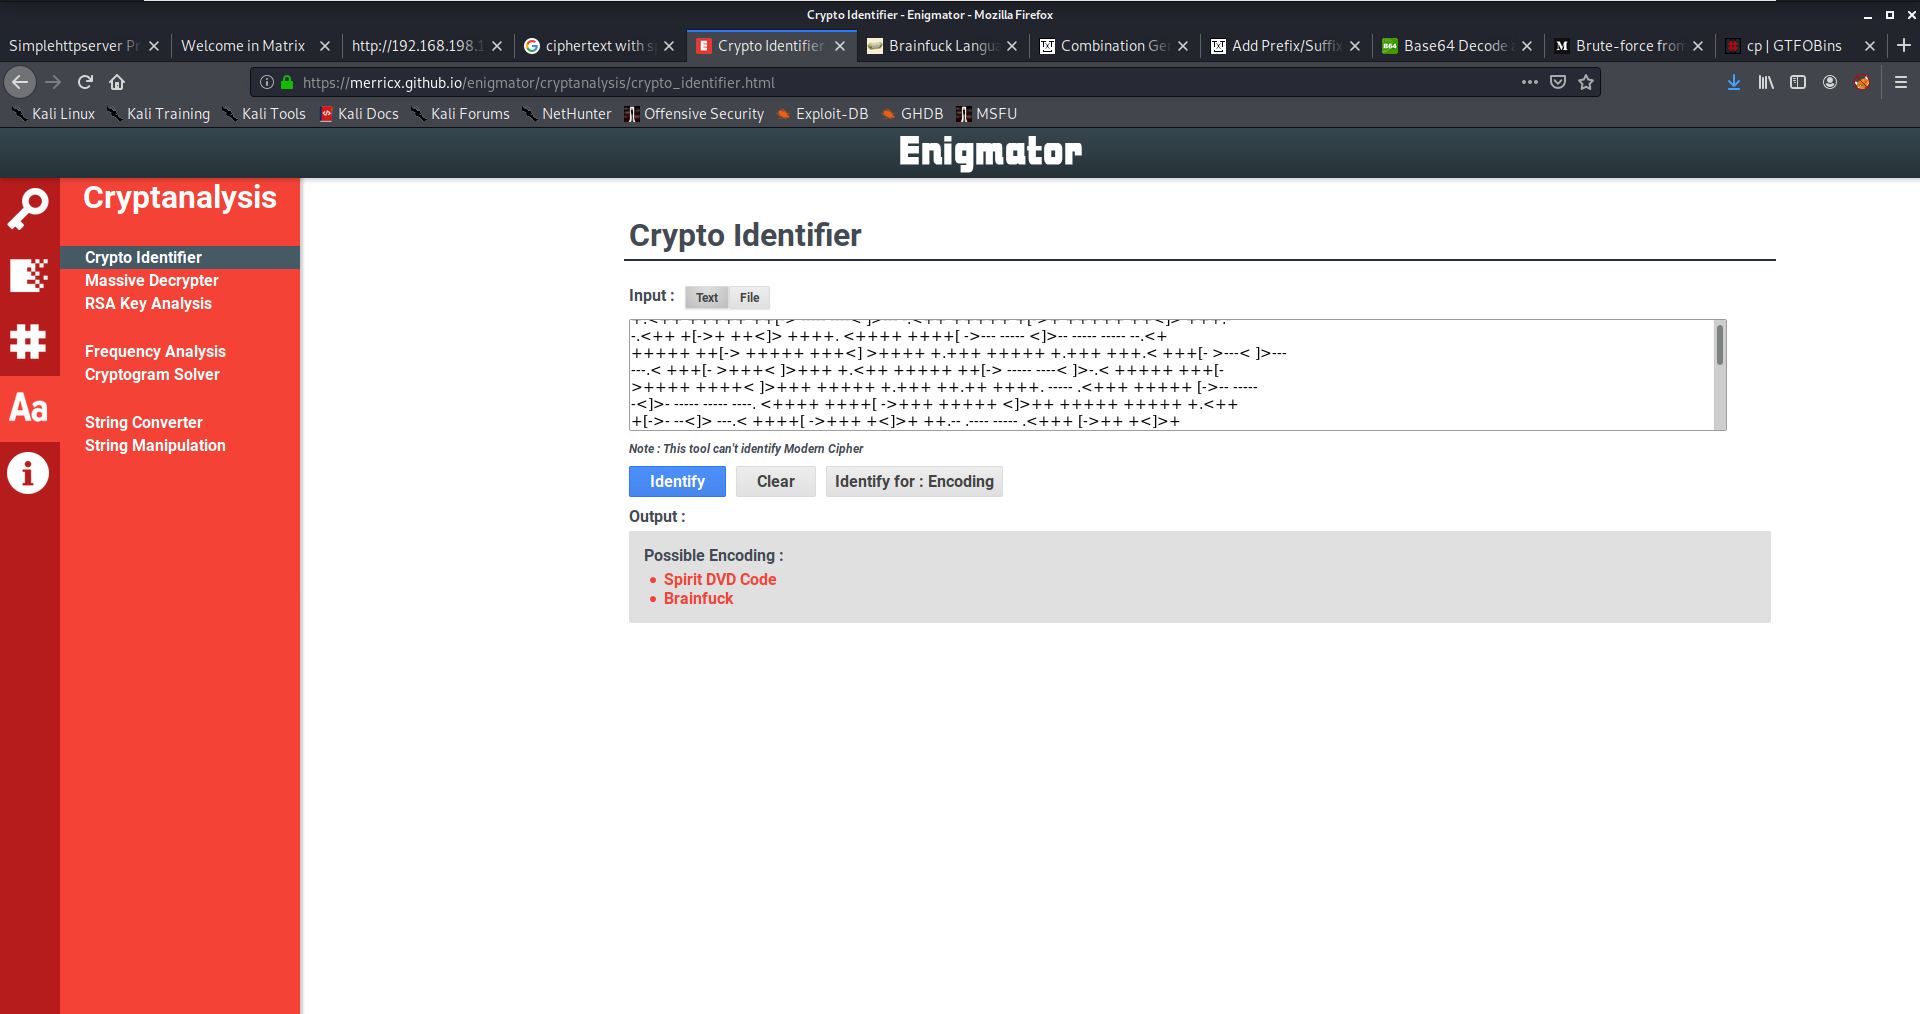 Crypto Identifier - Enigmator - Mozilla Firefox
Simplehttpserver Pr
Welcome in Matrix
http://192.168.198.1
ciphertext with s
Crypto Identifier
Brainfuck Langua
Combination Ge
Add Prefix/Suffix
Base64 Decode
Brute-force from
cp | GTFOBins
https://merricx.github.io/enigmator/cryptanalysis/crypto_identifier.html
Kali Linux
Kali Training
Kali Tools
Kali Docs
Kali Forums
NetHunter
Offensive Security
Exploit-DB
GHDB
MSFU
Enigmator
Cryptanalysis
Crypto Identifier
Massive Decrypter
RSA Key Analysis
Frequency Analysis
Cryptogram Solver
String Converter
String Manipulation
Aa
Crypto Identifier
Input : Text File
-.<++ +[->+ ++<]> ++++. <++++ ++++[ ->--- ----- <]>-- ----- ----- --.<+
+++++ ++[-> +++++ +++<] >++++ +.+++ +++++ +.+++ +++.< +++[- >---< ]>---
---.< +++[- >+++< ]>+++ +.<++ +++++ ++[-> ----- ----< ]>-.< +++++ +++[-
>++++ ++++< ]>+++ +++++ +.+++ ++.++ ++++. ----- .<+++ +++++ [->-- -----
-<]>- ----- ----- ----. <++++ ++++[ ->+++ +++++ <]>++ +++++ +++++ +.<++
+[->- --<]> ---.< ++++[ ->+++ +<]>+ ++.-- .---- ----- .<+++ [->++ +<]>+
Note : This tool can't identify Modern Cipher
Identify
Clear
Identify for : Encoding
Output :
Possible Encoding :
• Spirit DVD Code
• Brainfuck